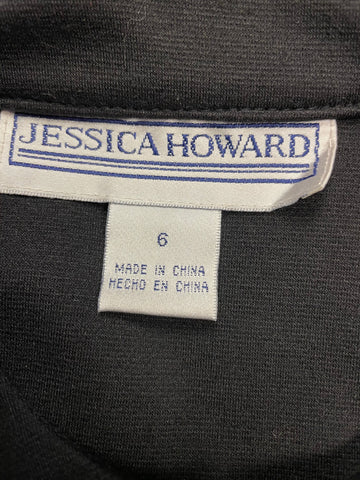 JESSICA HOWARD
6
MADE IN CHINA
HECHO EN CHINA